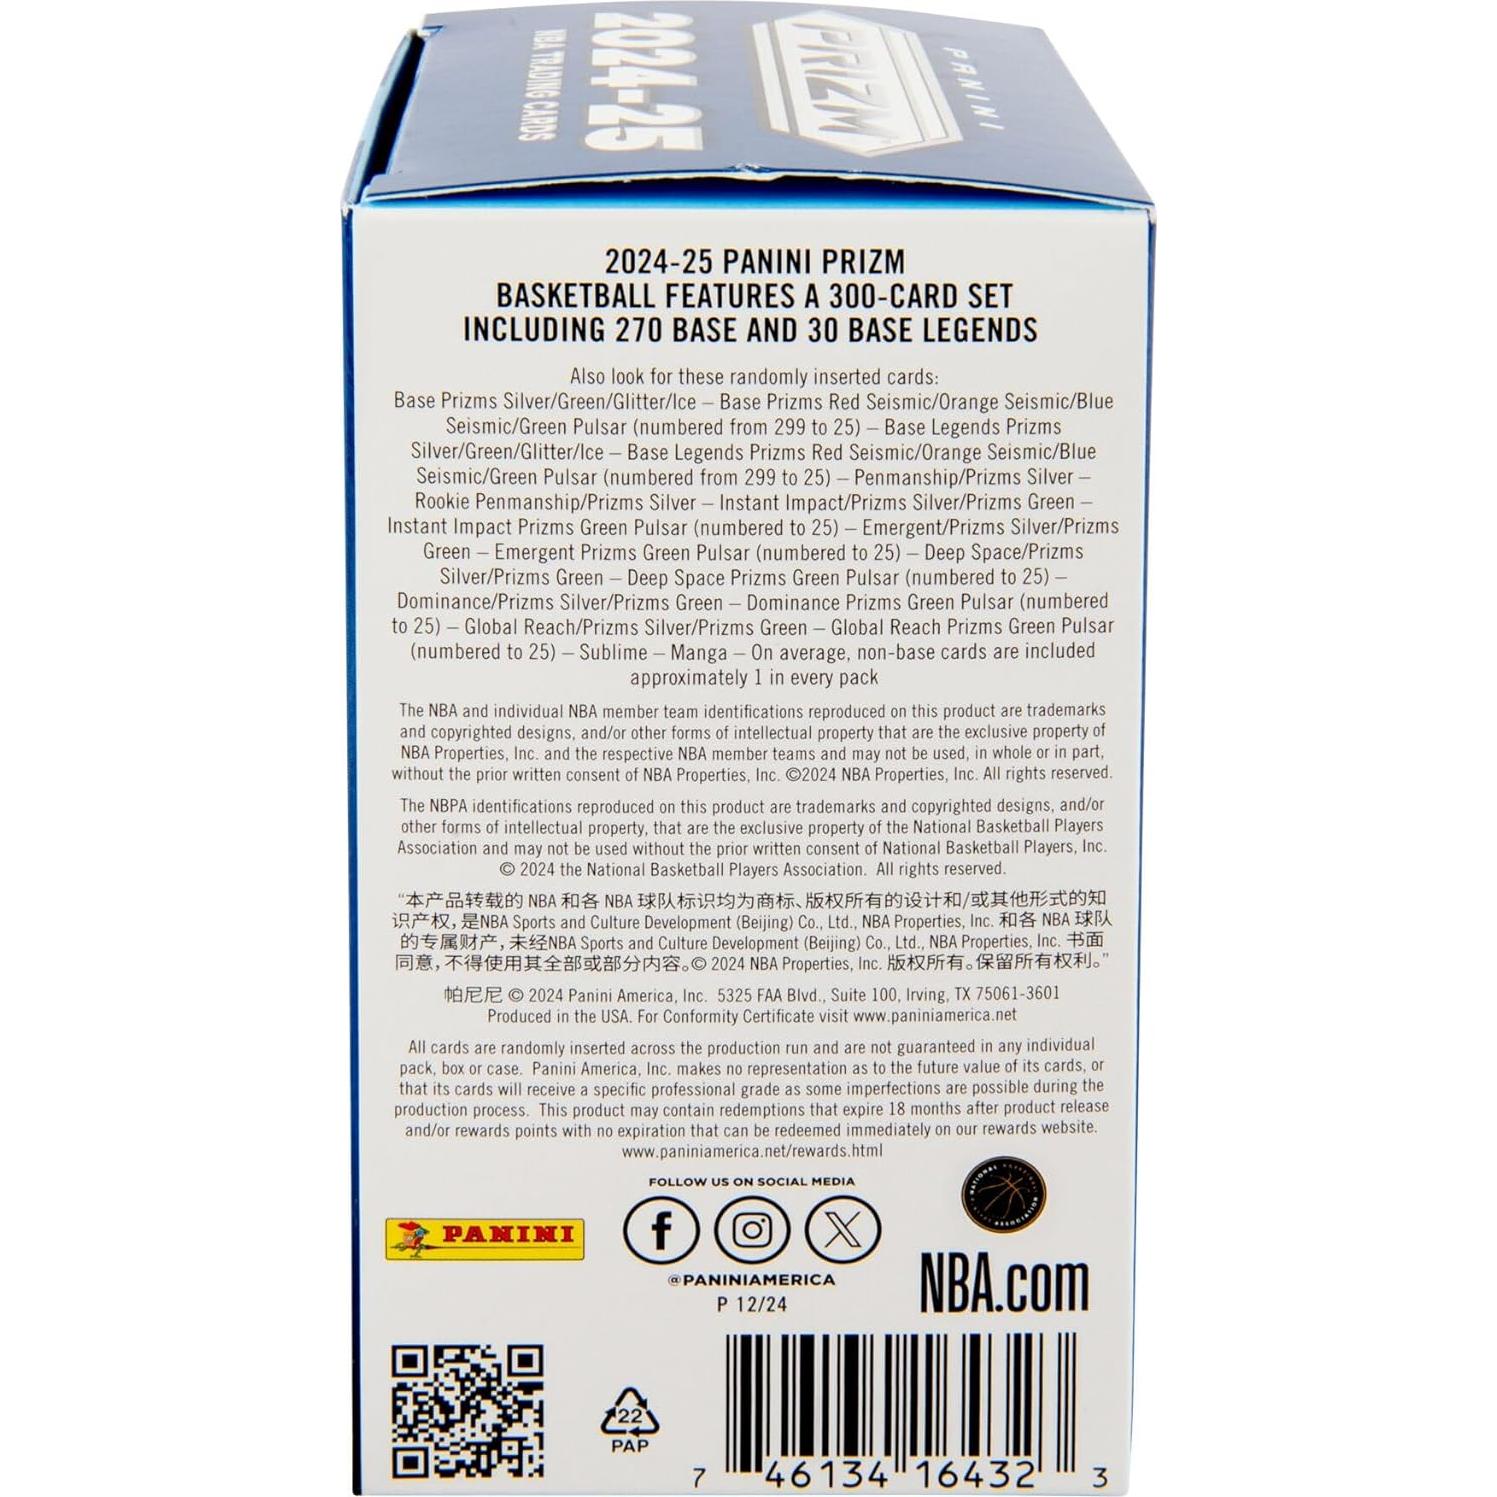 PANINI
PRIZM
2024-25
NBA TRADING CARDS
2024-25 PANINI PRIZM
BASKETBALL FEATURES A 300-CARD SET
INCLUDING 270 BASE AND 30 BASE LEGENDS
Also look for these randomly inserted cards:
Base Prizms Silver/Green/Glitter/Ice – Base Prizms Red Seismic/Orange Seismic/Blue
Seismic/Green Pulsar (numbered from 299 to 25) – Base Legends Prizms
Silver/Green/Glitter/Ice – Base Legends Prizms Red Seismic/Orange Seismic/Blue
Seismic/Green Pulsar (numbered from 299 to 25) – Penmanship/Prizms Silver –
Rookie Penmanship/Prizms Silver – Instant Impact/Prizms Silver/Prizms Green –
Instant Impact Prizms Green Pulsar (numbered to 25) – Emergent/Prizms Silver/Prizms
Green – Emergent Prizms Green Pulsar (numbered to 25) – Deep Space/Prizms
Silver/Prizms Green – Deep Space Prizms Green Pulsar (numbered to 25) –
Dominance/Prizms Silver/Prizms Green – Dominance Prizms Green Pulsar (numbered
to 25) – Global Reach/Prizms Silver/Prizms Green – Global Reach Prizms Green Pulsar
(numbered to 25) – Sublime – Manga – On average, non-base cards are included
approximately 1 in every pack
The NBA and individual NBA member team identifications reproduced on this product are trademarks
and copyrighted designs, and/or other forms of intellectual property that are the exclusive property of
NBA Properties, Inc. and the respective NBA member teams and may not be used, in whole or in part,
without the prior written consent of NBA Properties, Inc. ©2024 NBA Properties, Inc. All rights reserved.
The NBPA identifications reproduced on this product are trademarks and copyrighted designs, and/or
other forms of intellectual property, that are the exclusive property of the National Basketball Players
Association and may not be used without the prior written consent of National Basketball Players, Inc.
© 2024 the National Basketball Players Association. All rights reserved.
“本产品转载的 NBA 和各 NBA 球队标识均为商标、版权所有的设计和/或其他形式的知
识产权，是NBA Sports and Culture Development (Beijing) Co., Ltd., NBA Properties, Inc. 和各 NBA 球队
的专属财产，未经NBA Sports and Culture Development (Beijing) Co., Ltd., NBA Properties, Inc. 书面
同意，不得使用其全部或部分内容。© 2024 NBA Properties, Inc. 版权所有。保留所有权利。”
帕尼尼 © 2024 Panini America, Inc. 5325 FAA Blvd., Suite 100, Irving, TX 75061-3601
Produced in the USA. For Conformity Certificate visit www.paniniamerica.net
All cards are randomly inserted across the production run and are not guaranteed in any individual
pack, box or case. Panini America, Inc. makes no representation as to the future value of its cards, or
that its cards will receive a specific professional grade as some imperfections are possible during the
production process. This product may contain redemptions that expire 18 months after product release
and/or rewards points with no expiration that can be redeemed immediately on our rewards website.
www.paniniamerica.net/rewards.html
FOLLOW US ON SOCIAL MEDIA
PANINI
@PANINIAMERICA
P 12/24
NATIONAL BASKETBALL PLAYERS ASSOCIATION
NBA.com
22
PAP
7 46134 16432 3